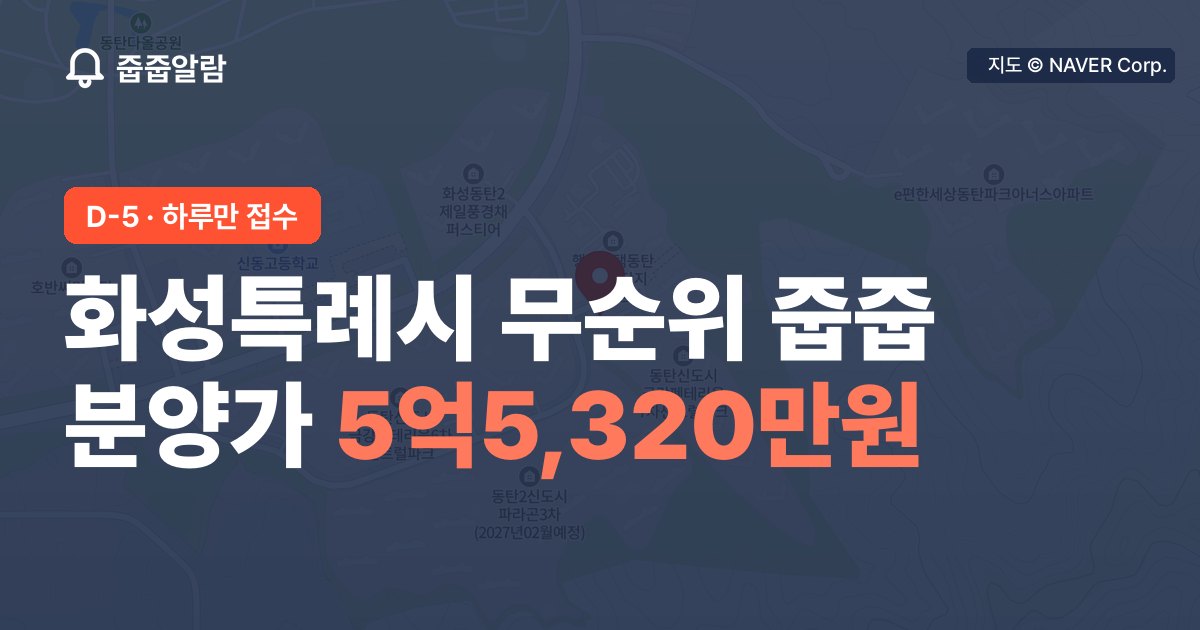 동탄다올공원
줍줍알람
지도 © NAVER Corp.
D-5 · 하루만 접수
화성동탄2
제일풍경채
퍼스티어
e편한세상동탄파크아너스아파트
신동고등학교
화성특례시 무순위 줍줍
분양가 5억5,320만원
동탄신도시
동탄2신도시
파라곤3차
(2027년02월예정)